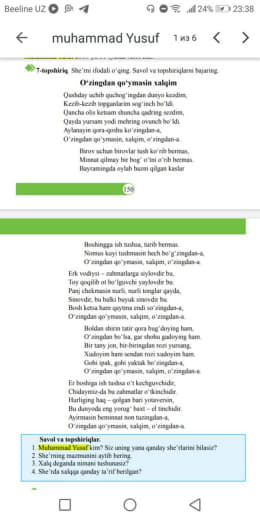 Beeline UZ
24% 23:38
muhammad Yusuf 1 из 6
7-topshiriq She'rni ifodali o'qing. Savol va topshiriqlarni bajaring.
O'zingdan qo'ymasin xalqim
Qushday uchib quchog'ingdan dunyo kezdim,
Kezib-kezib topganlarim sog'inch bo'ldi.
Qancha olis ketsam shuncha qadring sezdim,
Qayda yursam yodi mehring ovunch bo'ldi.
Aylanayin qora-qoshu ko'zingdan-a,
O'zingdan qo'ymasin, xalqim, o'zingdan-a.
Birov uchun birovlar tush ko'rib bermas,
Minnat qilmay bir bog' o'tni o'rib bermas.
Bayramingda oylab bazm qilgan kaslar
150
Boshingga ish tushsa, turib bermas.
Nomus kuyi tushmasin hech bo'g'zingdan-a,
O'zingdan qo'ymasin, xalqim, o'zingdan-a.
Erk vodiysi – zahmatlarga siylovdir bu,
Toy qoqilib ot bo'lguvchi yaylovdir bu.
Panj chekmasin nurli, nurli tonglar qayda,
Sinovdir, bu balki buyuk sinovdir bu.
Bosh ketsa ham qaytma endi so'zingdan-a,
O'zingdan qo'ymasin, xalqim, o'zingdan-a.
Boldan shirin tatir qora bug'doying ham,
O'zingdan bo'lsa, gar shohu gadoying ham.
Bir tany jon, bir-biringdan rozi yursang,
Xudoyim ham sendan rozi xudoyim ham.
Gohi ipak, gohi yaktak bo'zingdan-a,
O'zingdan qo'ymasin, xalqim, o'zingdan-a.
Er boshiga ish tushsa o't kechguvchidir,
Chidaymiz-da bu zahmatlar o'tkinchidir.
Hurliging haq – qolgan bari yotaversin,
Bu dunyoda eng yorug' baxt – el tinchidir.
Ayirmasin beminnat non tuzingdan-a,
O'zingdan qo'ymasin, xalqim, o'zingdan-a.
Savol va topshiriqlar.
1. Muhammad Yusuf kim? Siz uning yana qanday she'rlarini bilasiz?
2. She'rning mazmunini aytib bering.
3. Xalq deganda nimani tushunasiz?
4. She'rda xalqqa qanday ta'rif berilgan?